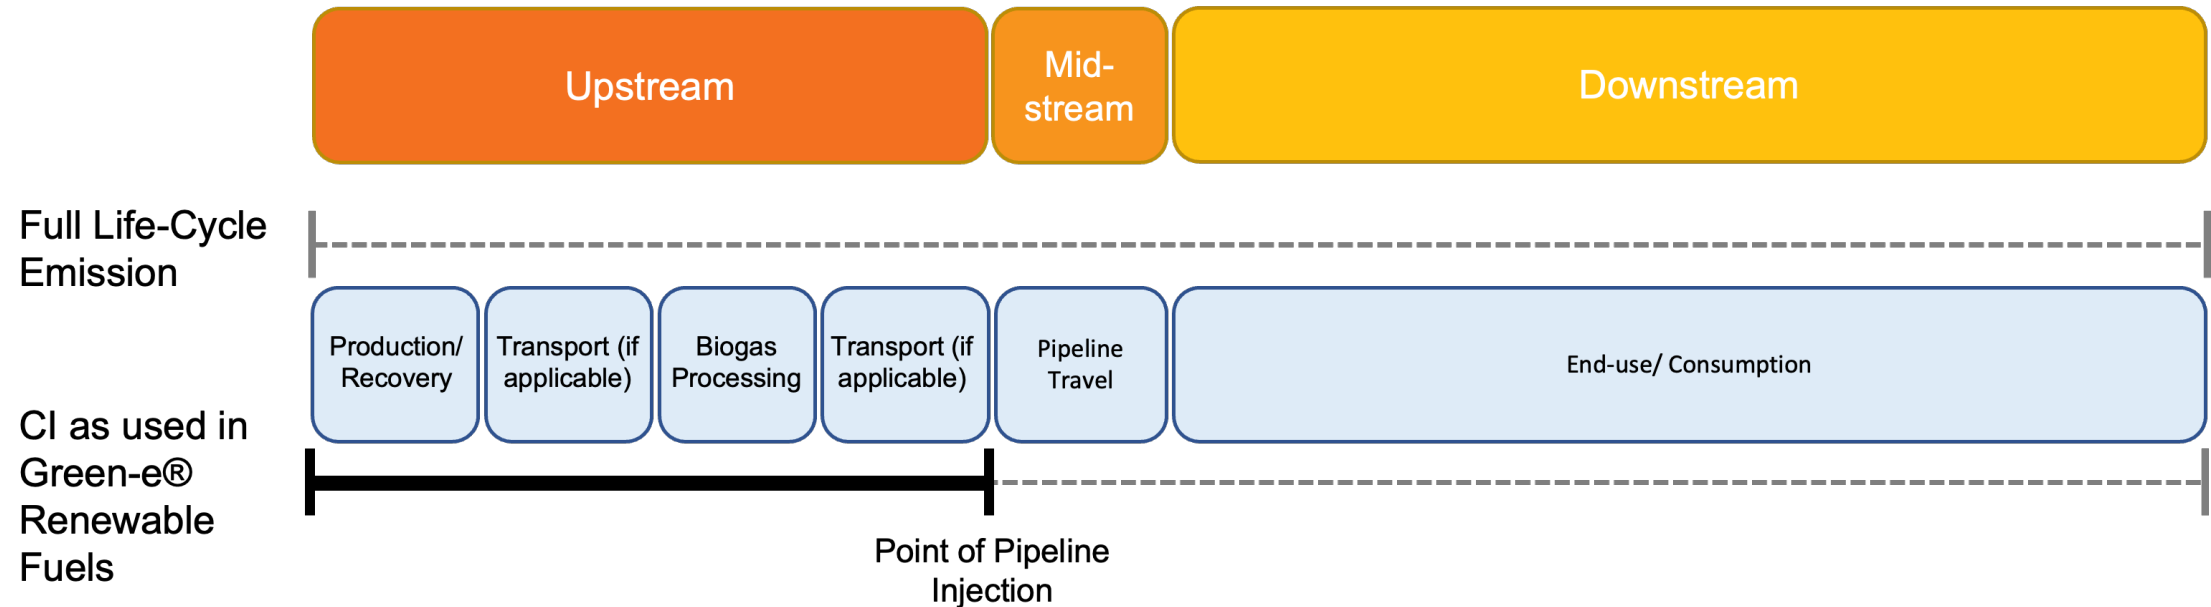 Upstream
Mid-
stream
Downstream
Full Life-Cycle
Emission
Production/
Recovery
Transport (if
applicable)
Biogas
Processing
Transport (if
applicable)
Pipeline
Travel
End-use/ Consumption
CI as used in
Green-e®
Renewable
Fuels
Point of Pipeline
Injection